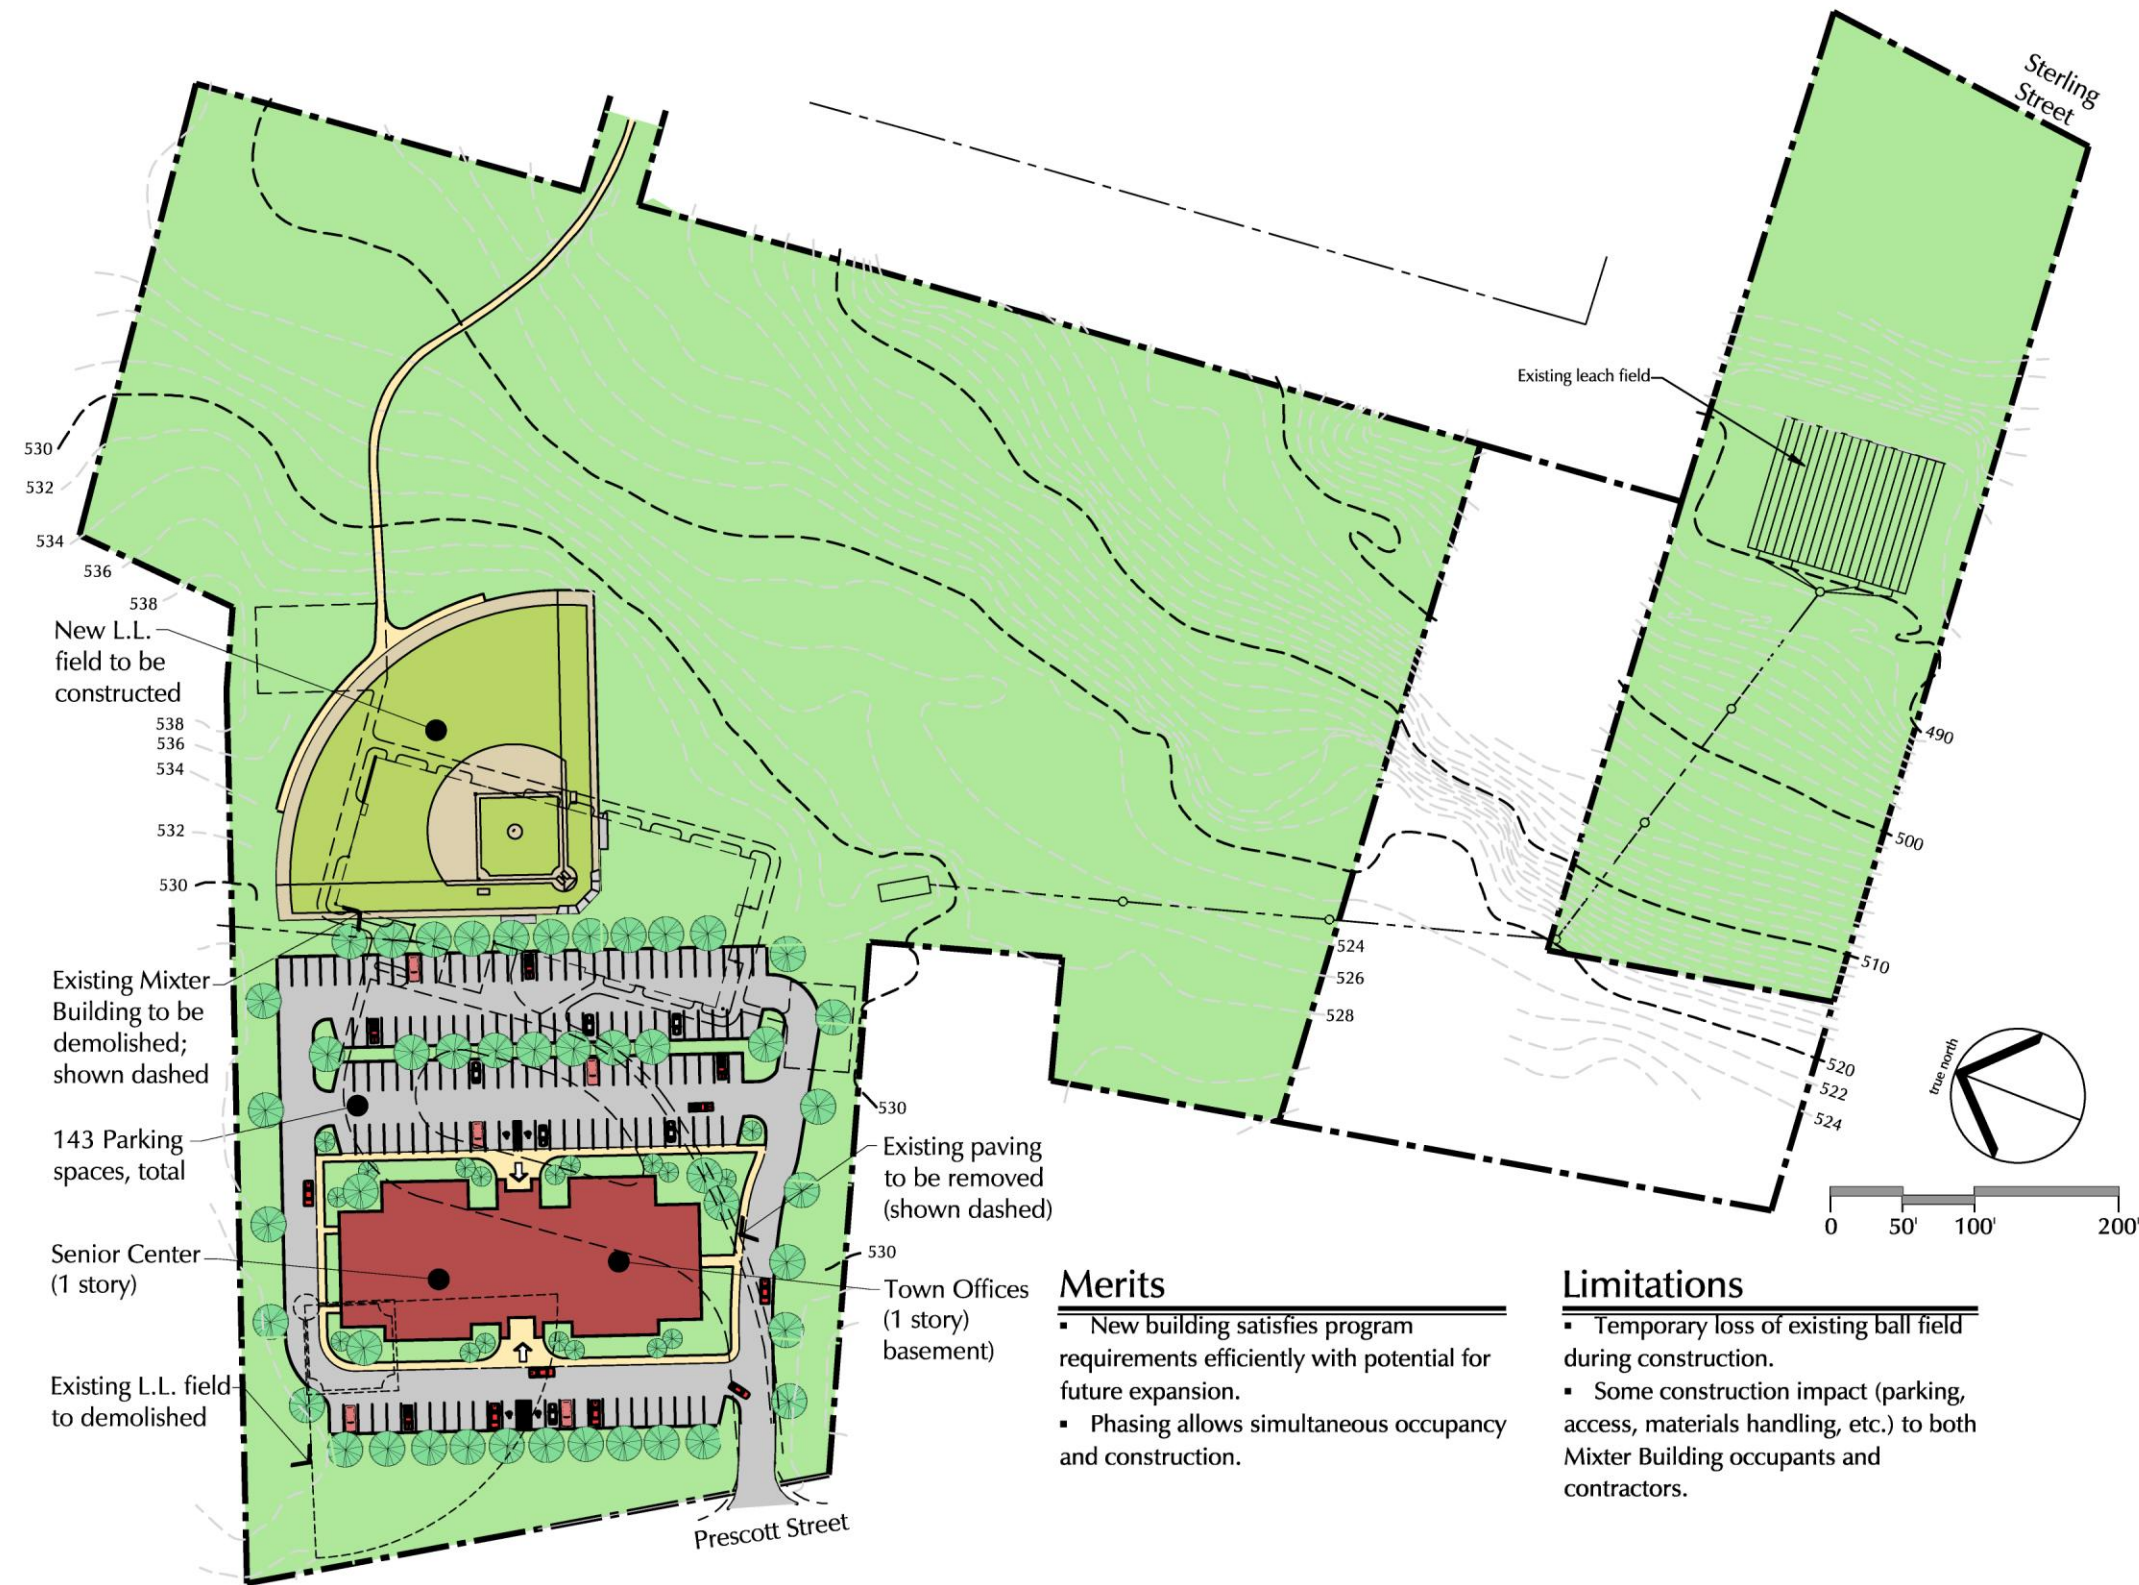 Sterling
Street
Existing leach field
530
532
534
536
538
New L.L.
field to be
constructed
538
536
534
532
530
490
500
510
520
522
524
524
526
528
Existing Mixter
Building to be
demolished;
shown dashed
143 Parking
spaces, total
Senior Center
(1 story)
Existing L.L. field
to demolished
530
Existing paving
to be removed
(shown dashed)
530
Town Offices
(1 story)
basement)
Prescott Street
true north
0 50' 100' 200'
Merits
▪ New building satisfies program
requirements efficiently with potential for
future expansion.
▪ Phasing allows simultaneous occupancy
and construction.
Limitations
▪ Temporary loss of existing ball field
during construction.
▪ Some construction impact (parking,
access, materials handling, etc.) to both
Mixter Building occupants and
contractors.